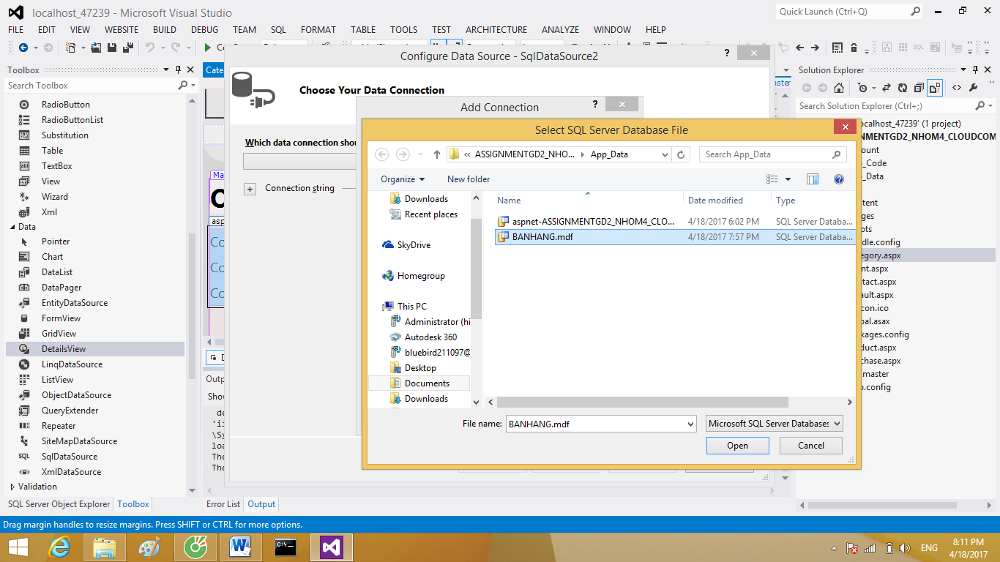 localhost_47239 - Microsoft Visual Studio
Quick Launch (Ctrl+Q)
FILE EDIT VIEW WEBSITE BUILD DEBUG TEAM SQL FORMAT TABLE TOOLS TEST ARCHITECTURE ANALYZE WINDOW HELP
Toolbox
Search Toolbox
RadioButton
RadioButtonList
Substitution
Table
TextBox
View
Wizard
Xml
Data
Pointer
Chart
DataList
DataPager
EntityDataSource
FormView
GridView
DetailsView
LinqDataSource
ListView
ObjectDataSource
QueryExtender
Repeater
SiteMapDataSource
SqlDataSource
XmlDataSource
Validation
SQL Server Object Explorer Toolbox
Configure Data Source - SqlDataSource2
Choose Your Data Connection
Which data connection shou
Connection string
Add Connection
Select SQL Server Database File
« ASSIGNMENTGD2_NHO... App_Data
Search App_Data
Organize New folder
Name Date modified Type
aspnet-ASSIGNMENTGD2_NHOM4_CLO... 4/18/2017 6:02 PM SQL Server Databa...
BANHANG.mdf 4/18/2017 7:57 PM SQL Server Databa...
Downloads
Recent places
SkyDrive
Homegroup
This PC
Administrator (hi
Autodesk 360
bluebird211097@
Desktop
Documents
Downloads
File name: BANHANG.mdf Microsoft SQL Server Databases
Open Cancel
Error List Output
Solution Explorer
Search Solution Explorer (Ctrl+;)
ocalhost_47239' (1 project)
NMENTGD2_NHOM4_CLOUDCOM
ount
_Code
_Data
tent
ges
pts
dle.config
egory.aspx
nt.aspx
tact.aspx
ault.aspx
con.ico
bal.asax
kages.config
duct.aspx
chase.aspx
.master
o.config
Drag margin handles to resize margins. Press SHIFT or CTRL for more options.
ENG
8:11 PM
4/18/2017